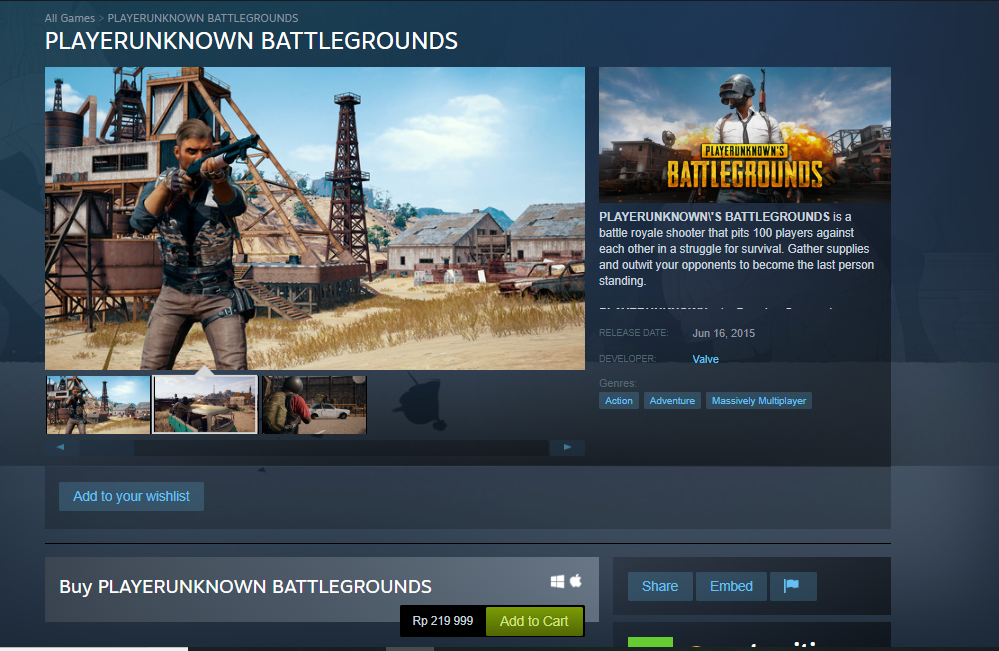 All Games > PLAYERUNKNOWN BATTLEGROUNDS
PLAYERUNKNOWN BATTLEGROUNDS
PLAYERUNKNOWN'S
BATTLEGROUNDS
PLAYERUNKNOWN\'S BATTLEGROUNDS is a
battle royale shooter that pits 100 players against
each other in a struggle for survival. Gather supplies
and outwit your opponents to become the last person
standing.
RELEASE DATE: Jun 16, 2015
DEVELOPER: Valve
Genres:
Action Adventure Massively Multiplayer
Add to your wishlist
Buy PLAYERUNKNOWN BATTLEGROUNDS
Rp 219 999 Add to Cart
Share Embed